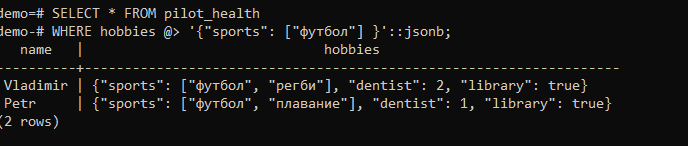 demo=# SELECT * FROM pilot_health
demo-# WHERE hobbies @> '{"sports": ["футбол"] }'::jsonb;
name | hobbies
----------+----------------------------------------------------------------
Vladimir | {"sports": ["футбол", "регби"], "dentist": 2, "library": true}
Petr | {"sports": ["футбол", "плавание"], "dentist": 1, "library": true}
(2 rows)